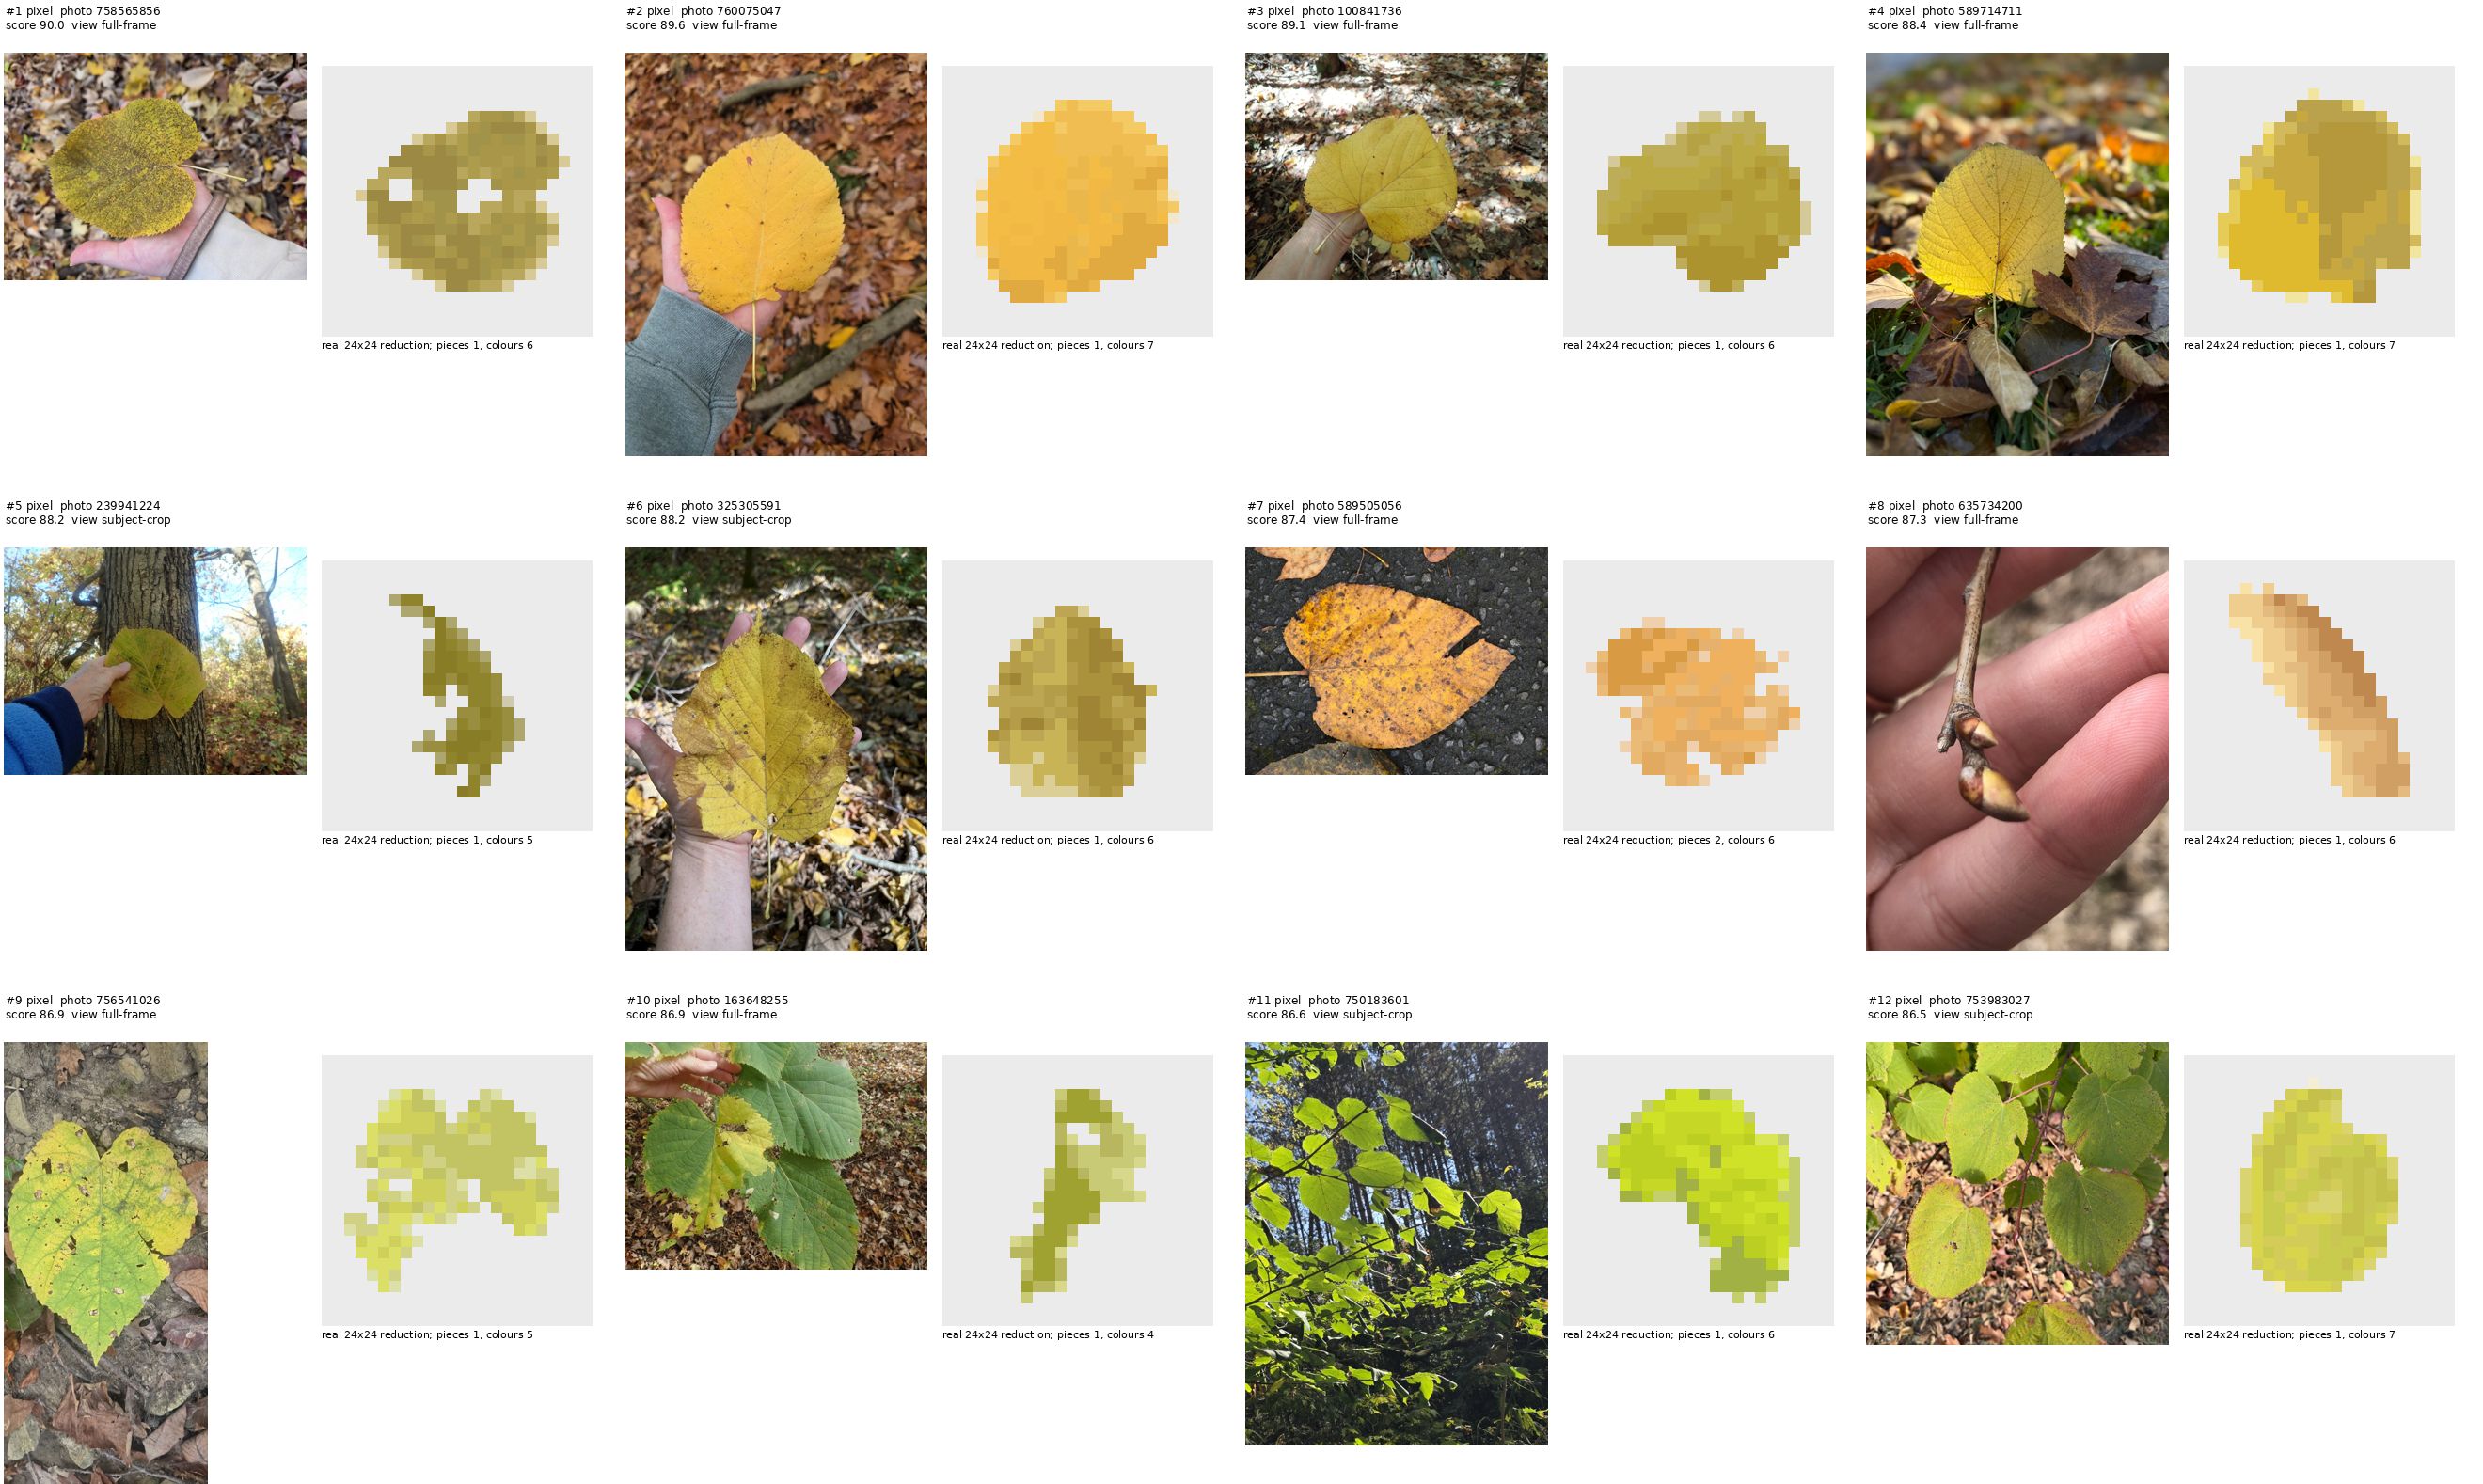 #1 pixel  photo 758565856
score 90.0  view full-frame
real 24x24 reduction; pieces 1, colours 6
#2 pixel  photo 760075047
score 89.6  view full-frame
real 24x24 reduction; pieces 1, colours 7
#3 pixel  photo 100841736
score 89.1  view full-frame
real 24x24 reduction; pieces 1, colours 6
#4 pixel  photo 589714711
score 88.4  view full-frame
real 24x24 reduction; pieces 1, colours 7
#5 pixel  photo 239941224
score 88.2  view subject-crop
real 24x24 reduction; pieces 1, colours 5
#6 pixel  photo 325305591
score 88.2  view subject-crop
real 24x24 reduction; pieces 1, colours 6
#7 pixel  photo 589505056
score 87.4  view full-frame
real 24x24 reduction; pieces 2, colours 6
#8 pixel  photo 635734200
score 87.3  view full-frame
real 24x24 reduction; pieces 1, colours 6
#9 pixel  photo 756541026
score 86.9  view full-frame
real 24x24 reduction; pieces 1, colours 5
#10 pixel  photo 163648255
score 86.9  view full-frame
real 24x24 reduction; pieces 1, colours 4
#11 pixel  photo 750183601
score 86.6  view subject-crop
real 24x24 reduction; pieces 1, colours 6
#12 pixel  photo 753983027
score 86.5  view subject-crop
real 24x24 reduction; pieces 1, colours 7